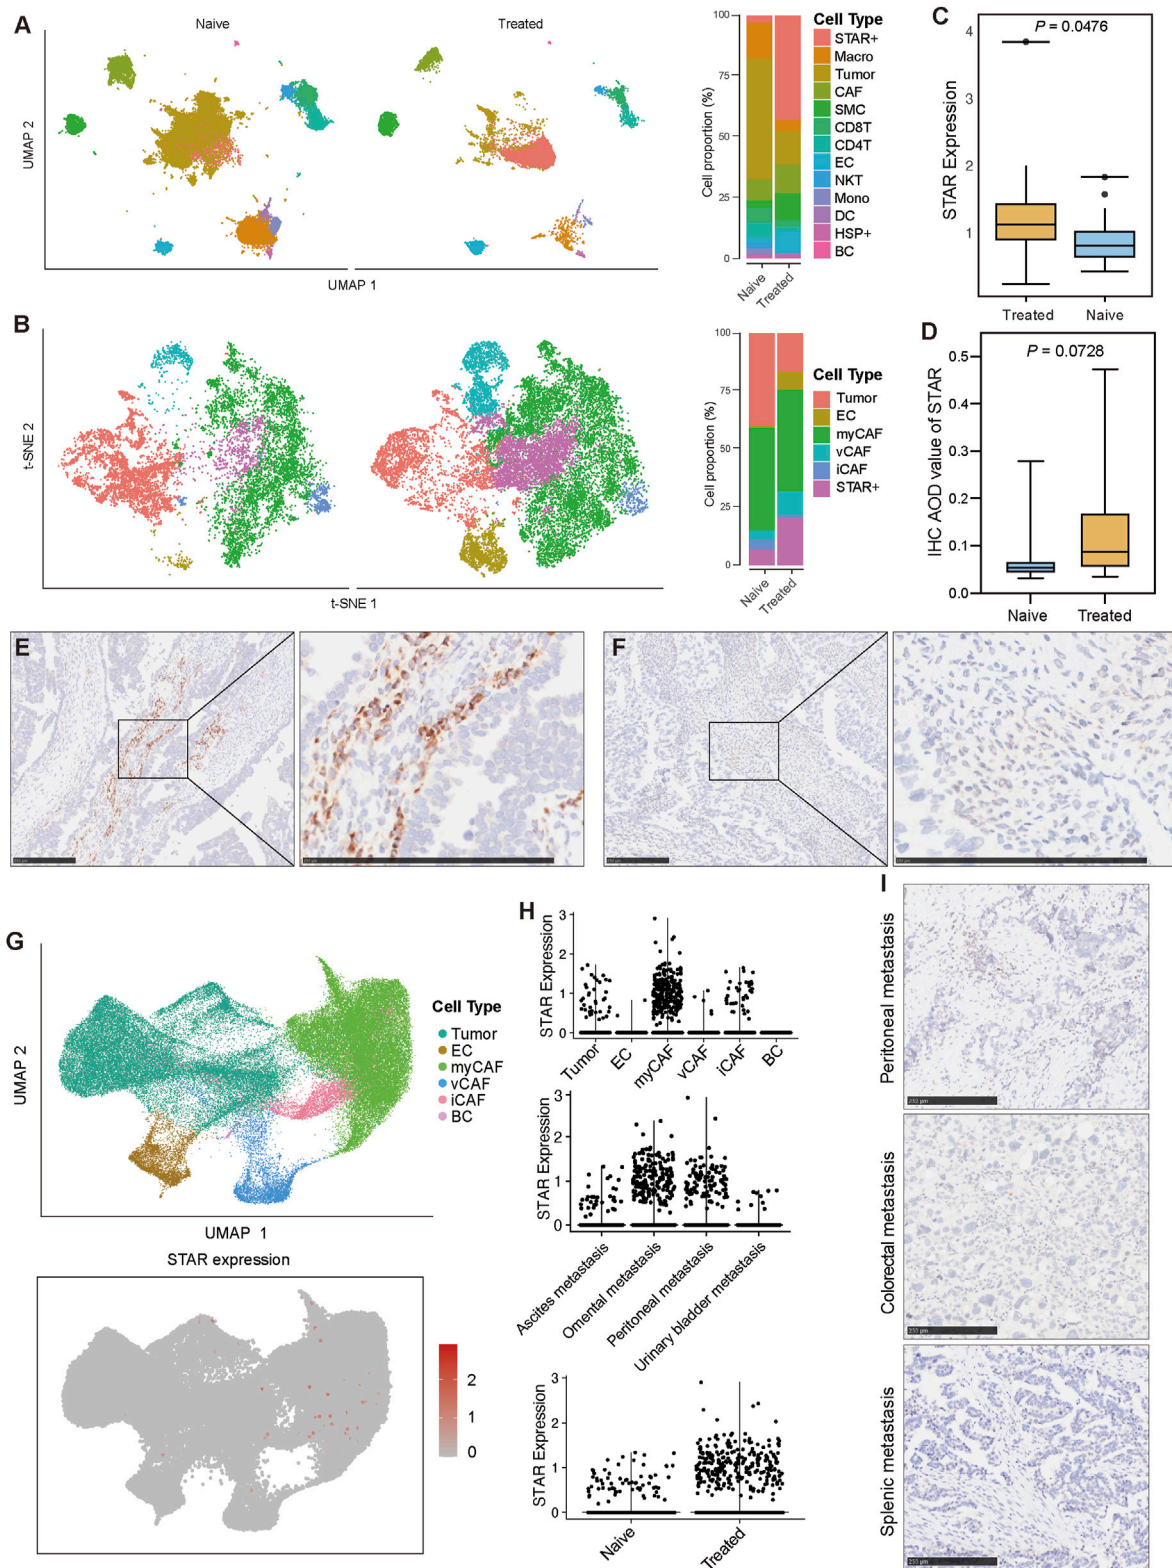 A
Naive
Treated
UMAP 2
UMAP 1
Cell proportion (%)
100
75
50
25
0
Naive
Treated
Cell Type
STAR+
Macro
Tumor
CAF
SMC
CD8T
CD4T
EC
NKT
Mono
DC
HSP+
BC
C
P = 0.0476
STAR Expression
4
3
2
1
Treated
Naive
B
t-SNE 2
t-SNE 1
Cell proportion (%)
100
75
50
25
0
Naive
Treated
Cell Type
Tumor
EC
myCAF
vCAF
iCAF
STAR+
D
P = 0.0728
IHC AOD value of STAR
0.5
0.4
0.3
0.2
0.1
0.0
Naive
Treated
E
F
G
UMAP 2
UMAP 1
Cell Type
Tumor
EC
myCAF
vCAF
iCAF
BC
STAR expression
2
1
0
H
STAR Expression
3
2
1
0
Tumor
EC
myCAF
vCAF
iCAF
BC
STAR Expression
3
2
1
0
Ascites metastasis
Omental metastasis
Peritoneal metastasis
Urinary bladder metastasis
STAR Expression
3
2
1
0
Naive
Treated
I
Peritoneal metastasis
250 μm
Colorectal metastasis
250 μm
Splenic metastasis
250 μm